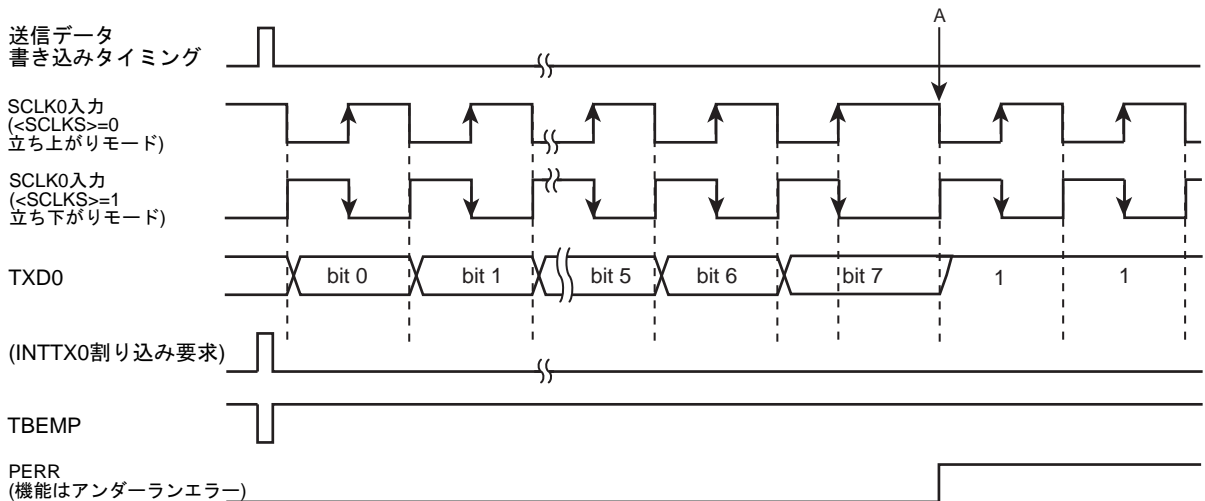 A
送信データ
書き込みタイミング
SCLK0入力
(<SCLKS>=0
立ち上がりモード)
SCLK0入力
(<SCLKS>=1
立ち下がりモード)
TXD0
bit 0
bit 1
bit 5
bit 6
bit 7
1
1
(INTTX0割り込み要求)
TBEMP
PERR
(機能はアンダーランエラー)